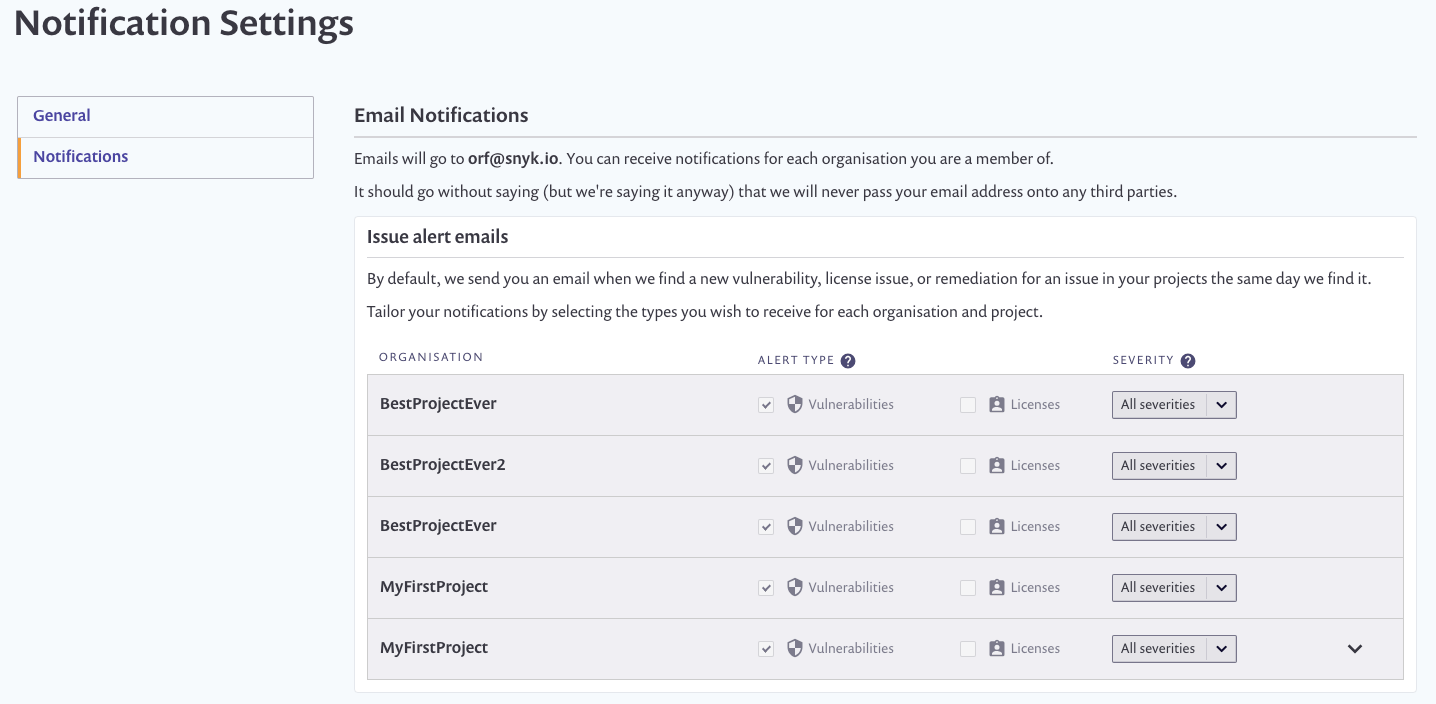 Notification Settings
General
Notifications
Email Notifications
Emails will go to orf@snyk.io. You can receive notifications for each organisation you are a member of.
It should go without saying (but we're saying it anyway) that we will never pass your email address onto any third parties.
Issue alert emails
By default, we send you an email when we find a new vulnerability, license issue, or remediation for an issue in your projects the same day we find it.
Tailor your notifications by selecting the types you wish to receive for each organisation and project.
ORGANISATION ALERT TYPE ? SEVERITY ?
BestProjectEver Vulnerabilities Licenses All severities
BestProjectEver2 Vulnerabilities Licenses All severities
BestProjectEver Vulnerabilities Licenses All severities
MyFirstProject Vulnerabilities Licenses All severities
MyFirstProject Vulnerabilities Licenses All severities